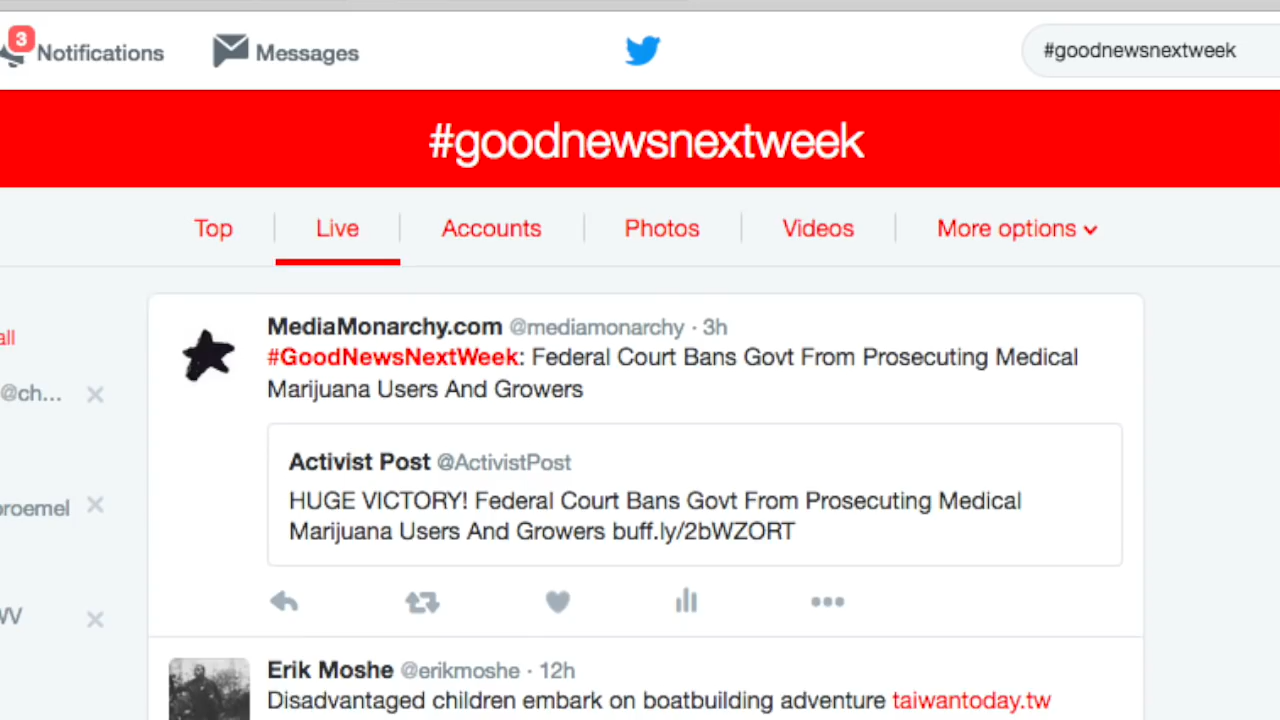 3
Notifications
Messages
#goodnewsnextweek
#goodnewsnextweek
Top
Live
Accounts
Photos
Videos
More options
all
MediaMonarchy.com @mediamonarchy · 3h
#GoodNewsNextWeek: Federal Court Bans Govt From Prosecuting Medical
Marijuana Users And Growers
@ch...
Activist Post @ActivistPost
HUGE VICTORY! Federal Court Bans Govt From Prosecuting Medical
Marijuana Users And Growers buff.ly/2bWZORT
proemel
Erik Moshe @erikmoshe · 12h
Disadvantaged children embark on boatbuilding adventure taiwantoday.tw